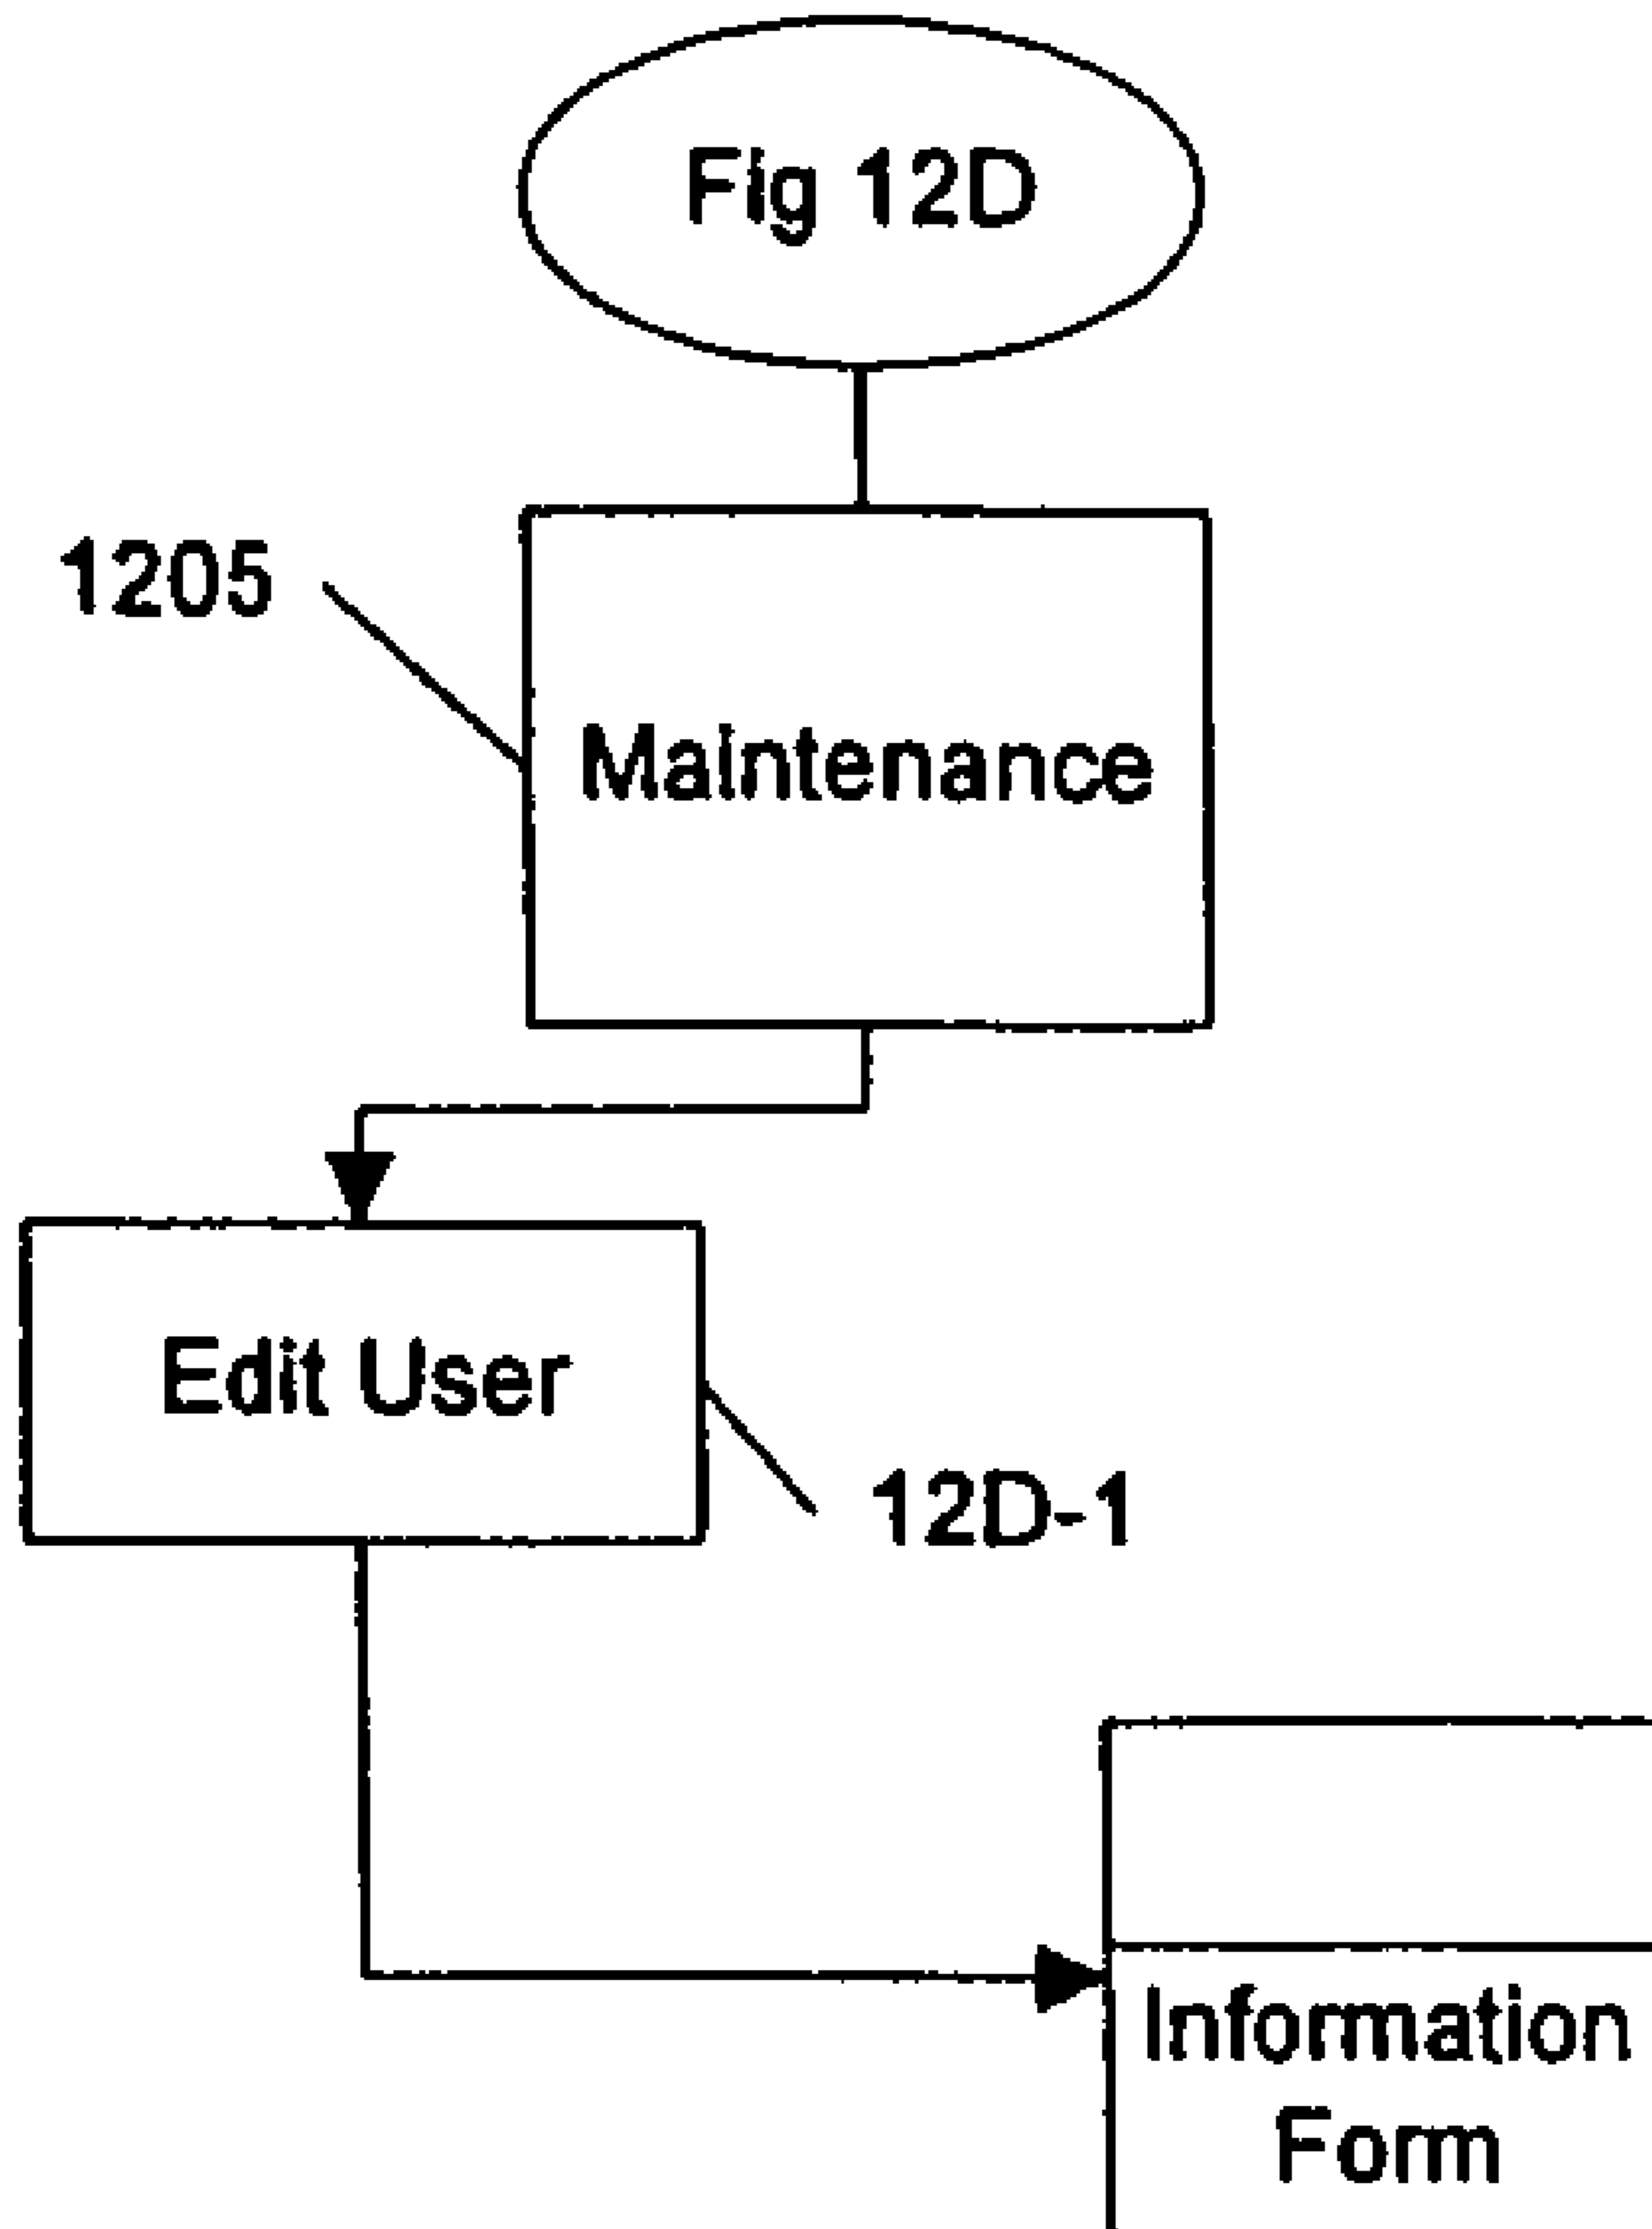 Fig 12D
1205
Maintenance
Edit User
12D-1
Information
Form